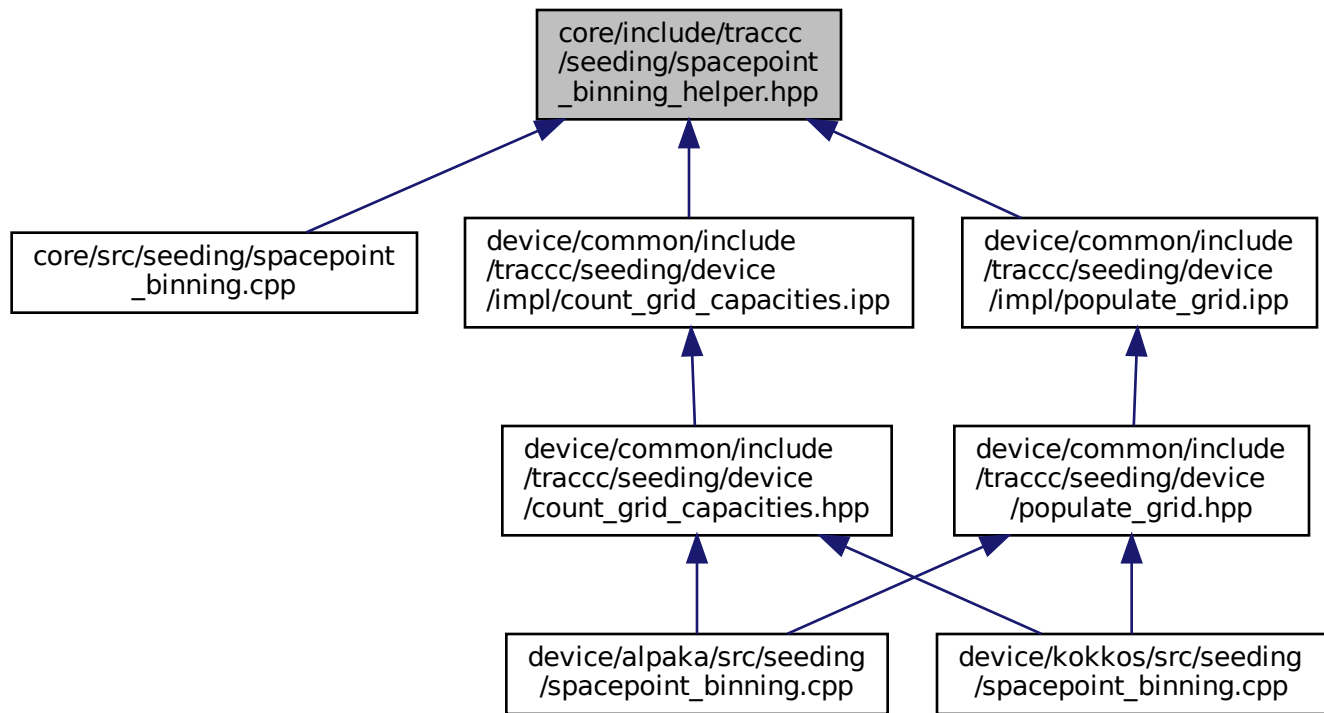 core/include/traccc
/seeding/spacepoint
_binning_helper.hpp
core/src/seeding/spacepoint
_binning.cpp
device/common/include
/traccc/seeding/device
/impl/count_grid_capacities.ipp
device/common/include
/traccc/seeding/device
/impl/populate_grid.ipp
device/common/include
/traccc/seeding/device
/count_grid_capacities.hpp
device/common/include
/traccc/seeding/device
/populate_grid.hpp
device/alpaka/src/seeding
/spacepoint_binning.cpp
device/kokkos/src/seeding
/spacepoint_binning.cpp